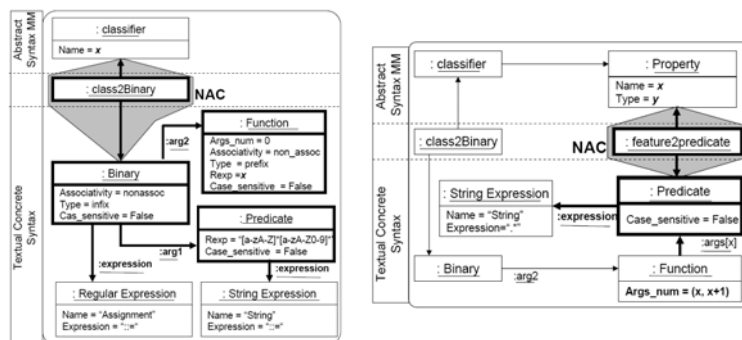 Abstract
Syntax MM
: classifier
Name = x
: class2Binary
NAC
Textual Concrete
Syntax
: Function
Args_num = 0
Associativity = non_assoc
Type = prefix
Rexp =x
Case_sensitive = False
:arg2
: Binary
Associativity = nonassoc
Type = infix
Cas_sensitive = False
: Predicate
Rexp = "[a-zA-Z]*[a-zA-Z0-9]*"
Case_sensitive = False
:arg1
:expression
:expression
: Regular Expression
Name = "Assignment"
Expression = "::="
: String Expression
Name = "String"
Expression = "::="
Abstract
Syntax MM
: classifier
: Property
Name = x
Type = y
: class2Binary
NAC
: feature2predicate
Textual Concrete
Syntax
: String Expression
Name = "String"
Expression=".*"
:expression
: Predicate
Case_sensitive = False
:args[x]
: Binary
:arg2
: Function
Args_num = (x, x+1)